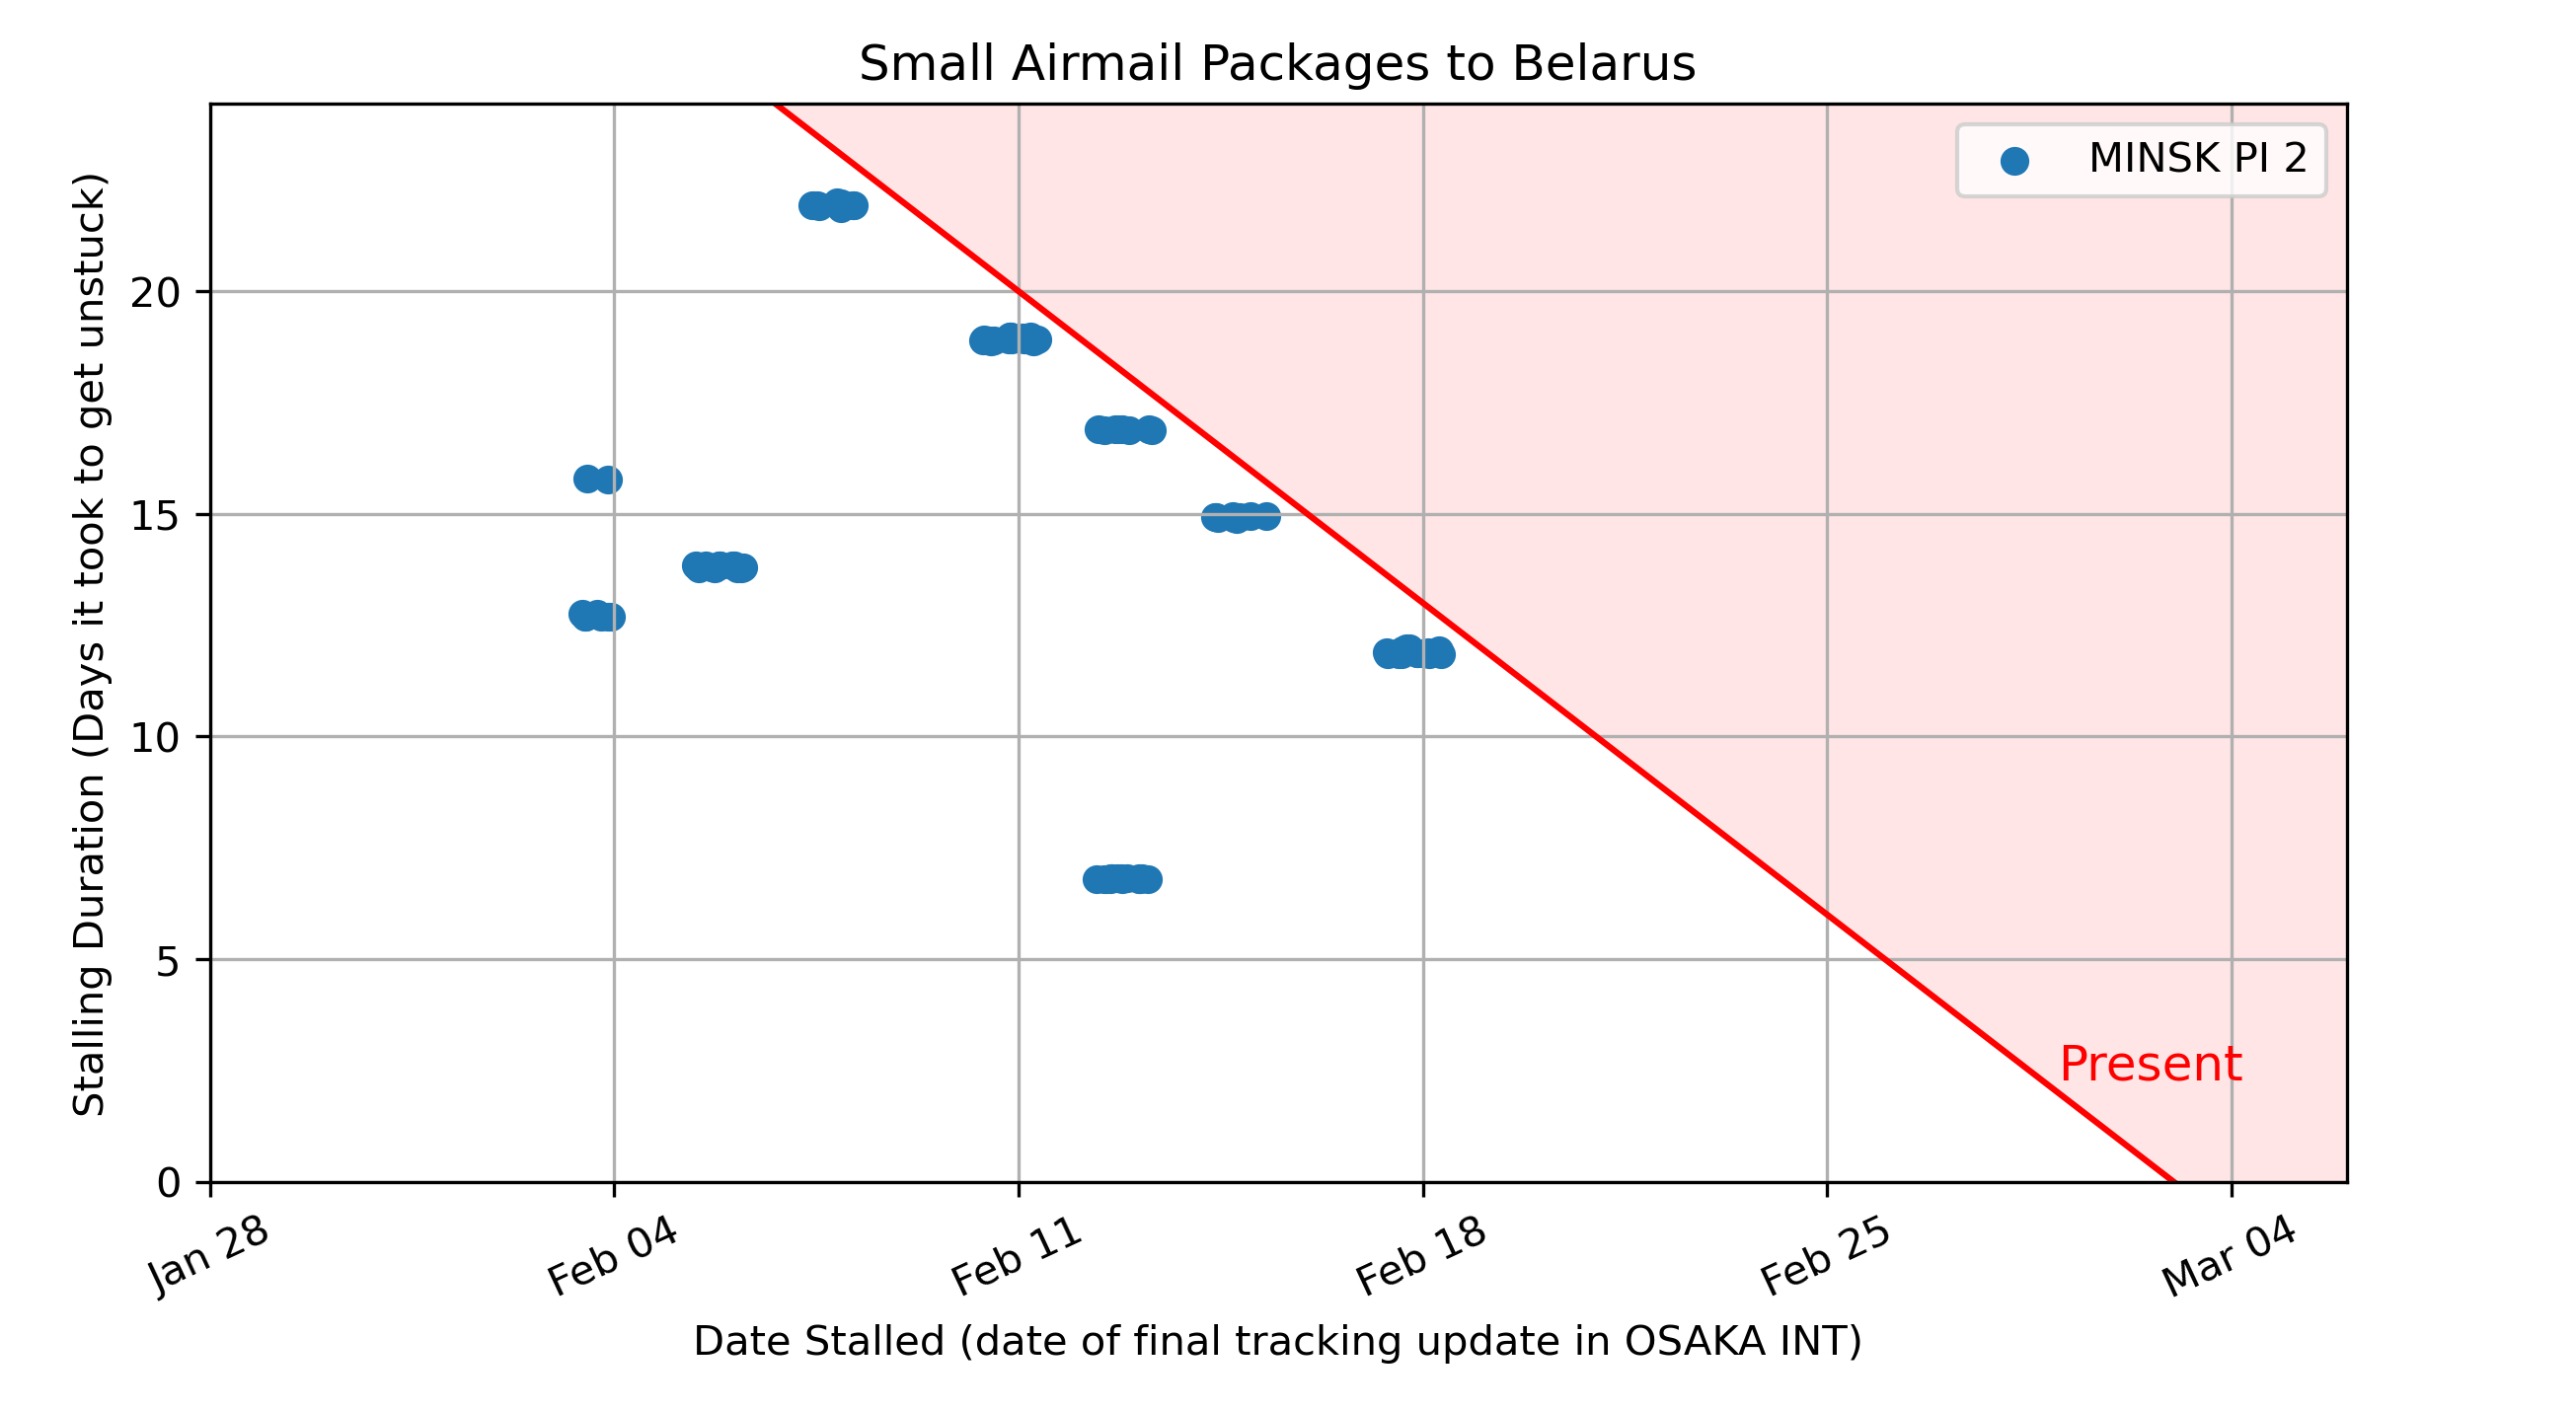 Small Airmail Packages to Belarus
MINSK PI 2
Stalling Duration (Days it took to get unstuck)
20
15
10
5
0
Present
Jan 28
Feb 04
Feb 11
Feb 18
Feb 25
Mar 04
Date Stalled (date of final tracking update in OSAKA INT)